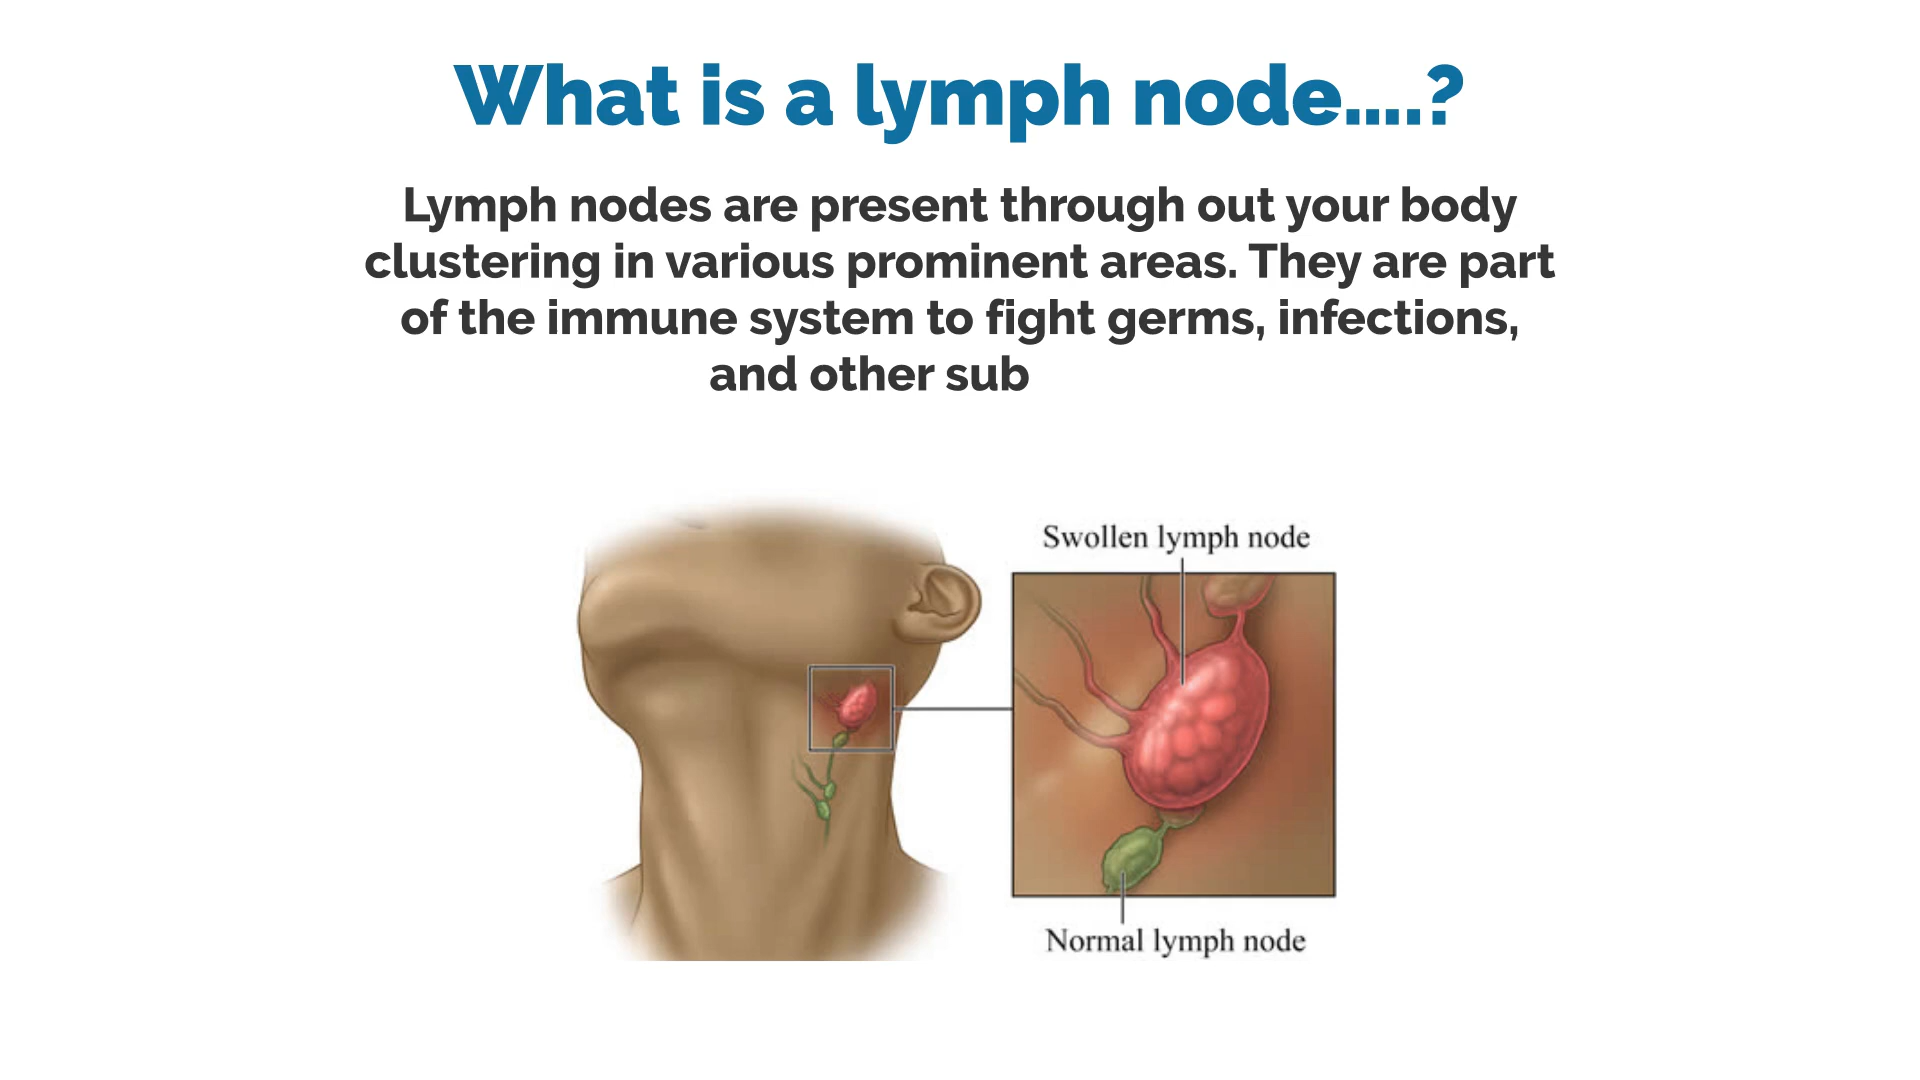 What is a lymph node....?
Lymph nodes are present through out your body
clustering in various prominent areas. They are part
of the immune system to fight germs, infections,
and other sub
Swollen lymph node
Normal lymph node